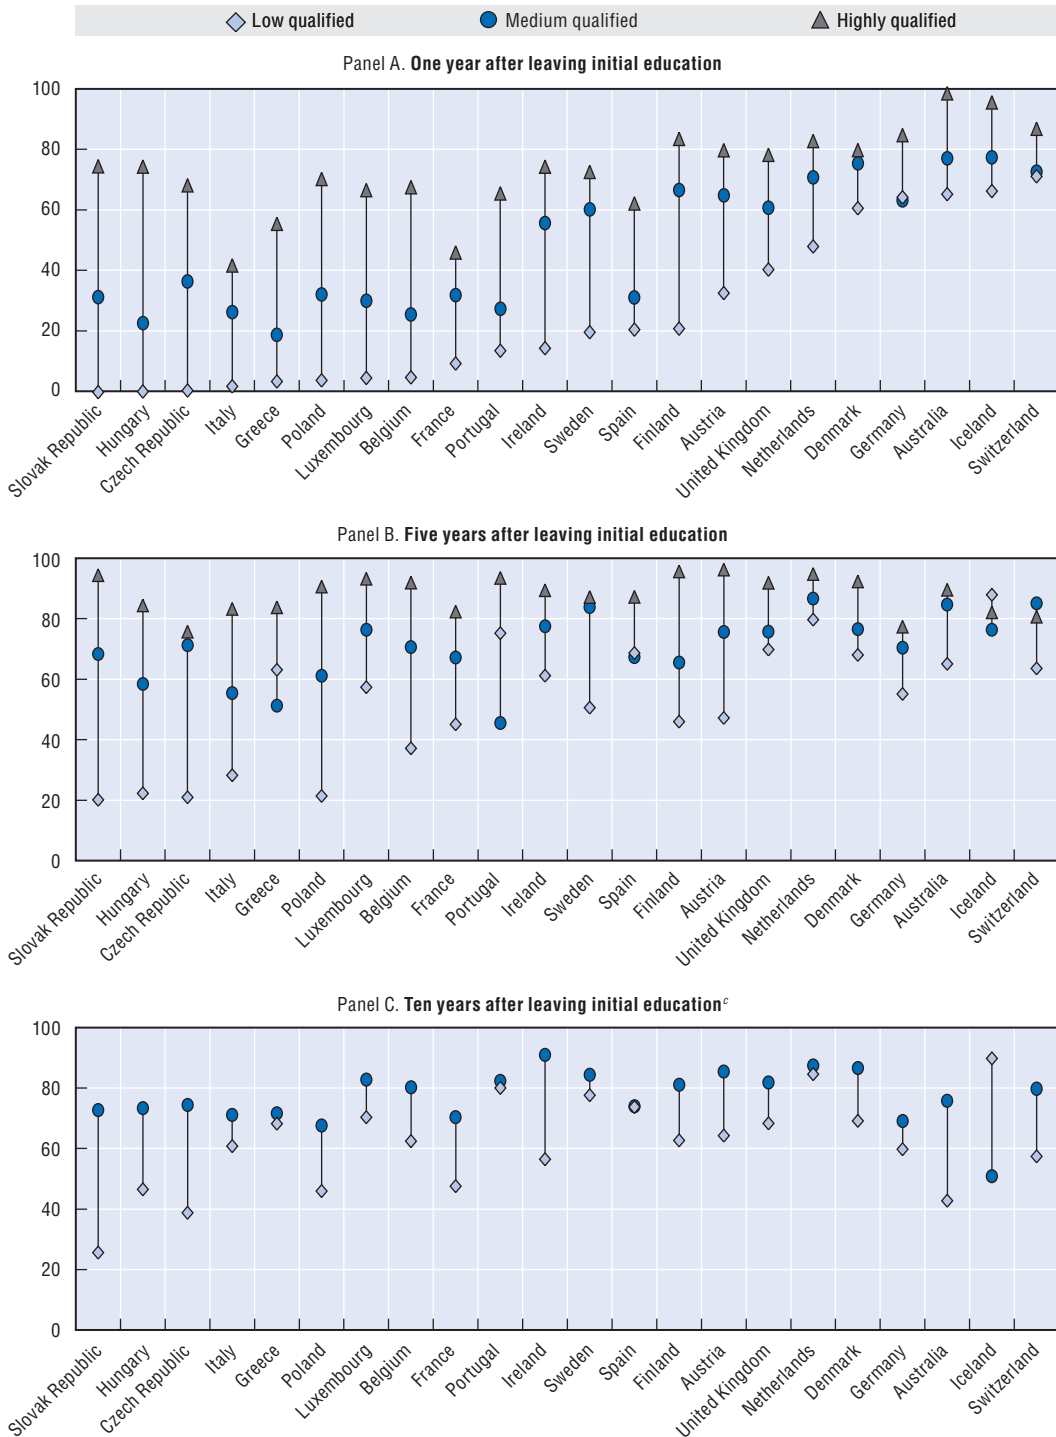 Low qualified Medium qualified Highly qualified
Panel A. One year after leaving initial education
100
80
60
40
20
0
Slovak Republic
Hungary
Czech Republic
Italy
Greece
Poland
Luxembourg
Belgium
France
Portugal
Ireland
Sweden
Spain
Finland
Austria
United Kingdom
Netherlands
Denmark
Germany
Australia
Iceland
Switzerland
Panel B. Five years after leaving initial education
100
80
60
40
20
0
Slovak Republic
Hungary
Czech Republic
Italy
Greece
Poland
Luxembourg
Belgium
France
Portugal
Ireland
Sweden
Spain
Finland
Austria
United Kingdom
Netherlands
Denmark
Germany
Australia
Iceland
Switzerland
Panel C. Ten years after leaving initial education c
100
80
60
40
20
0
Slovak Republic
Hungary
Czech Republic
Italy
Greece
Poland
Luxembourg
Belgium
France
Portugal
Ireland
Sweden
Spain
Finland
Austria
United Kingdom
Netherlands
Denmark
Germany
Australia
Iceland
Switzerland